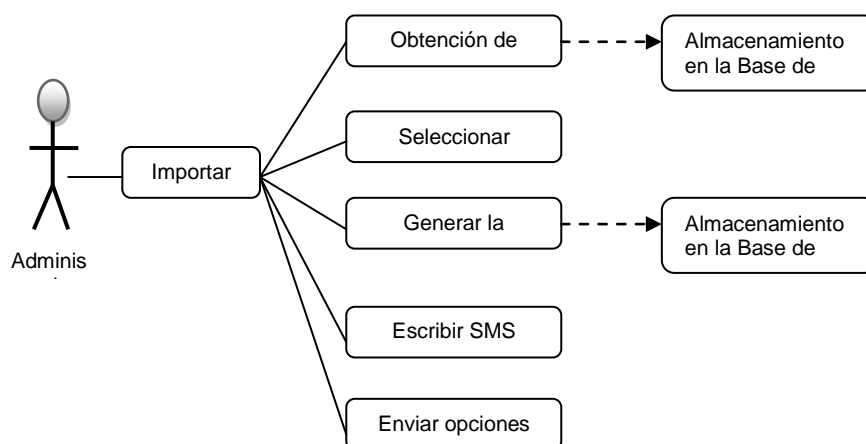 Obtención de
Almacenamiento
en la Base de
Seleccionar
Importar
Generar la
Almacenamiento
en la Base de
Adminis
Escribir SMS
Enviar opciones